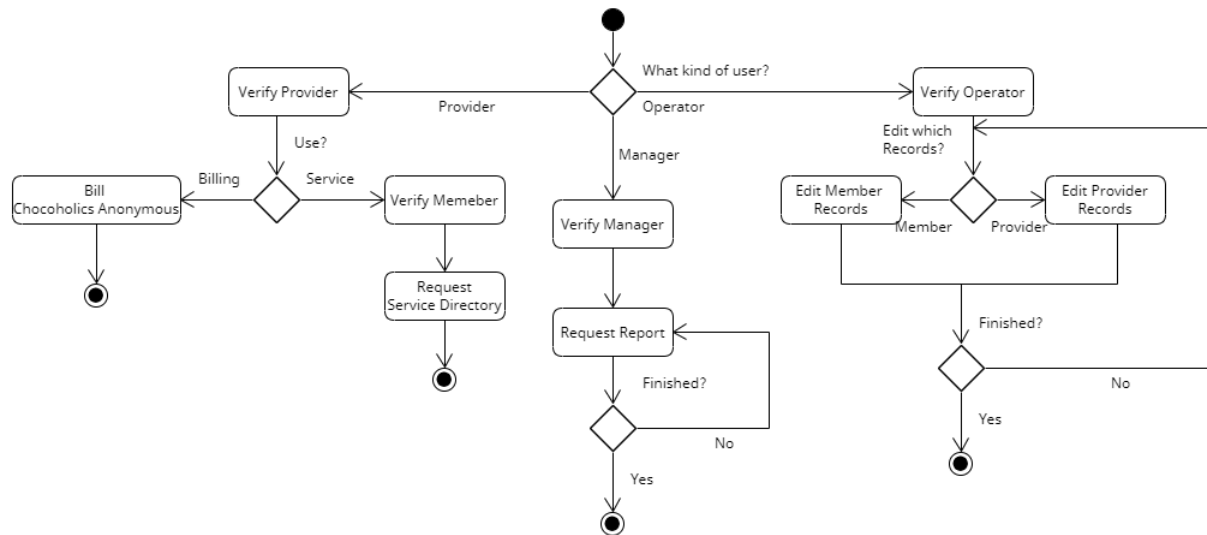 What kind of user?
Verify Provider
Provider
Operator
Verify Operator
Use?
Manager
Edit which
Records?
Billing
Service
Bill
Chocoholics Anonymous
Verify Memeber
Verify Manager
Edit Member
Records
Member
Provider
Edit Provider
Records
Request
Service Directory
Request Report
Finished?
No
Yes
Finished?
No
Yes